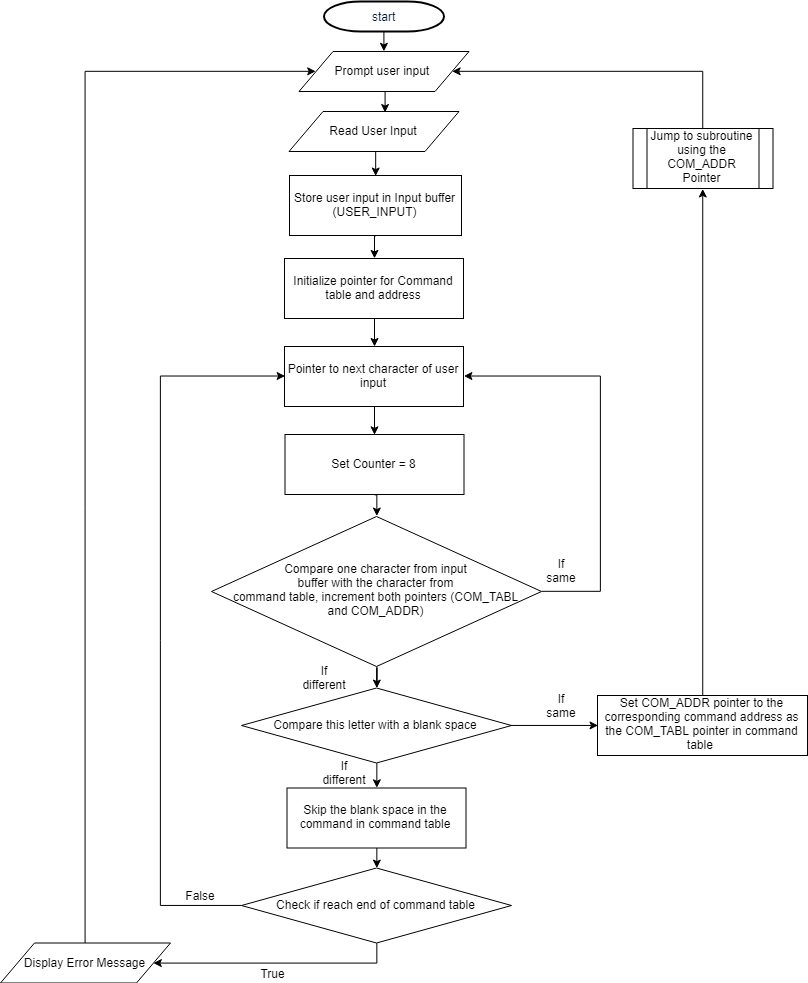 start
Prompt user input
Read User Input
Jump to subroutine
using the
COM_ADDR
Pointer
Store user input in Input buffer
(USER_INPUT)
Initialize pointer for Command
table and address
Pointer to next character of user
input
Set Counter = 8
Compare one character from input
buffer with the character from
command table, increment both pointers (COM_TABL
and COM_ADDR)
If
same
If
different
Compare this letter with a blank space
If
same
Set COM_ADDR pointer to the
corresponding command address as
the COM_TABL pointer in command
table
If
different
Skip the blank space in the
command in command table
Check if reach end of command table
False
Display Error Message
True